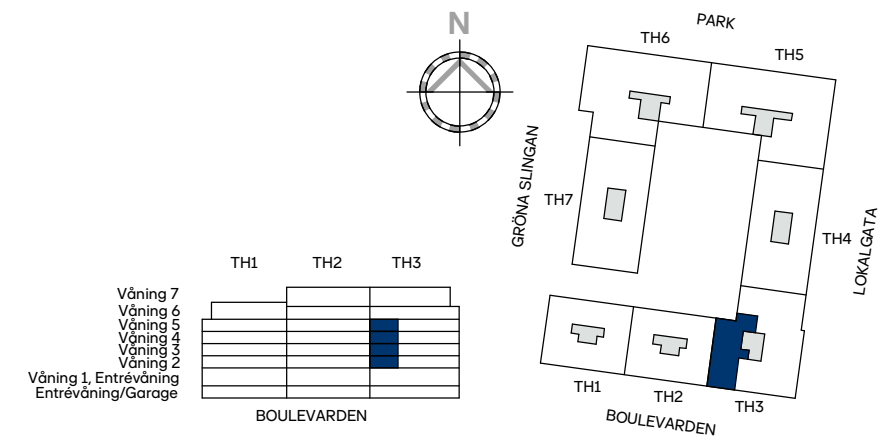 N
PARK
TH6
TH5
GRÖNA SLINGAN
TH7
TH4
LOKALGATA
TH1
TH2
TH3
BOULEVARDEN
TH1
TH2
TH3
Våning 7
Våning 6
Våning 5
Våning 4
Våning 3
Våning 2
Våning 1, Entrévåning
Entrévåning/Garage
BOULEVARDEN